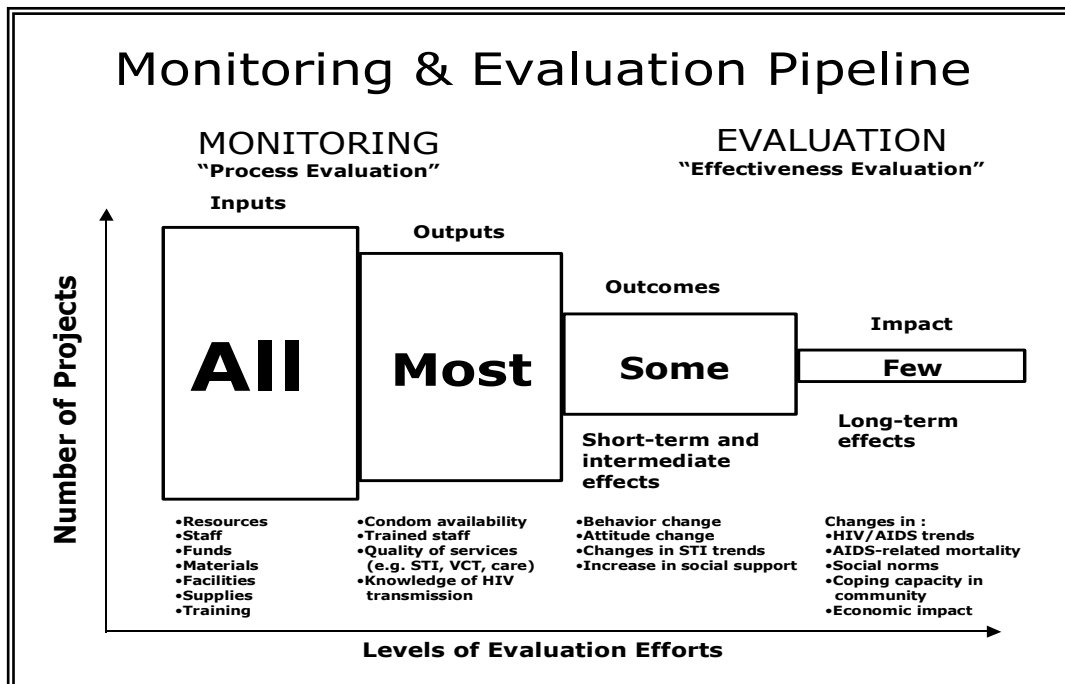 Monitoring & Evaluation Pipeline
MONITORING
“Process Evaluation”
EVALUATION
“Effectiveness Evaluation”
Number of Projects
Inputs
All
•Resources
•Staff
•Funds
•Materials
•Facilities
•Supplies
•Training
Outputs
Most
•Condom availability
•Trained staff
•Quality of services
(e.g. STI, VCT, care)
•Knowledge of HIV
transmission
Outcomes
Some
Short-term and
intermediate
effects
•Behavior change
•Attitude change
•Changes in STI trends
•Increase in social support
Impact
Few
Long-term
effects
Changes in :
•HIV/AIDS trends
•AIDS-related mortality
•Social norms
•Coping capacity in
community
•Economic impact
Levels of Evaluation Efforts